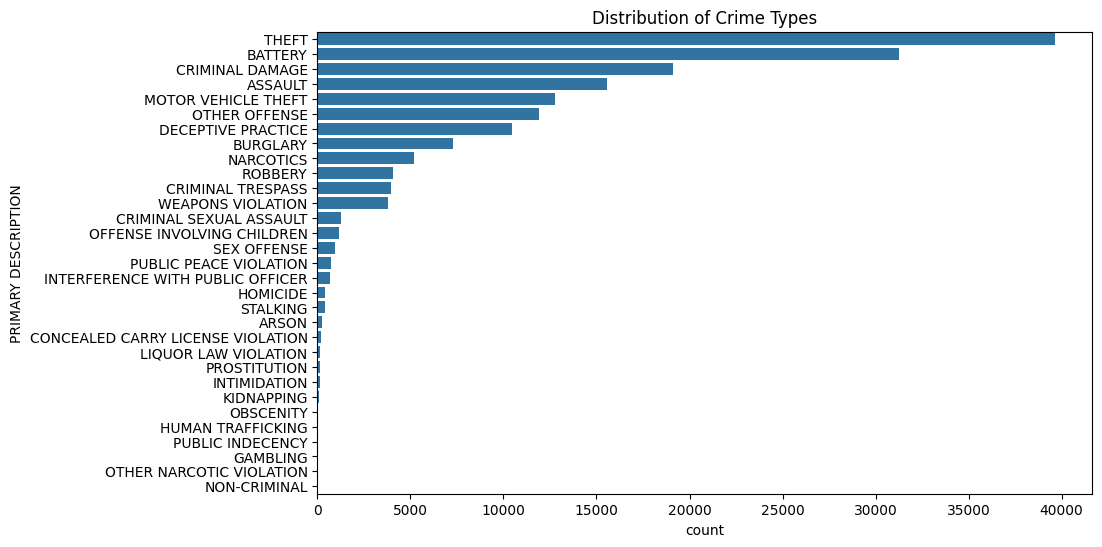 Distribution of Crime Types
PRIMARY DESCRIPTION
THEFT
BATTERY
CRIMINAL DAMAGE
ASSAULT
MOTOR VEHICLE THEFT
OTHER OFFENSE
DECEPTIVE PRACTICE
BURGLARY
NARCOTICS
ROBBERY
CRIMINAL TRESPASS
WEAPONS VIOLATION
CRIMINAL SEXUAL ASSAULT
OFFENSE INVOLVING CHILDREN
SEX OFFENSE
PUBLIC PEACE VIOLATION
INTERFERENCE WITH PUBLIC OFFICER
HOMICIDE
STALKING
ARSON
CONCEALED CARRY LICENSE VIOLATION
LIQUOR LAW VIOLATION
PROSTITUTION
INTIMIDATION
KIDNAPPING
OBSCENITY
HUMAN TRAFFICKING
PUBLIC INDECENCY
GAMBLING
OTHER NARCOTIC VIOLATION
NON-CRIMINAL
0 5000 10000 15000 20000 25000 30000 35000 40000
count